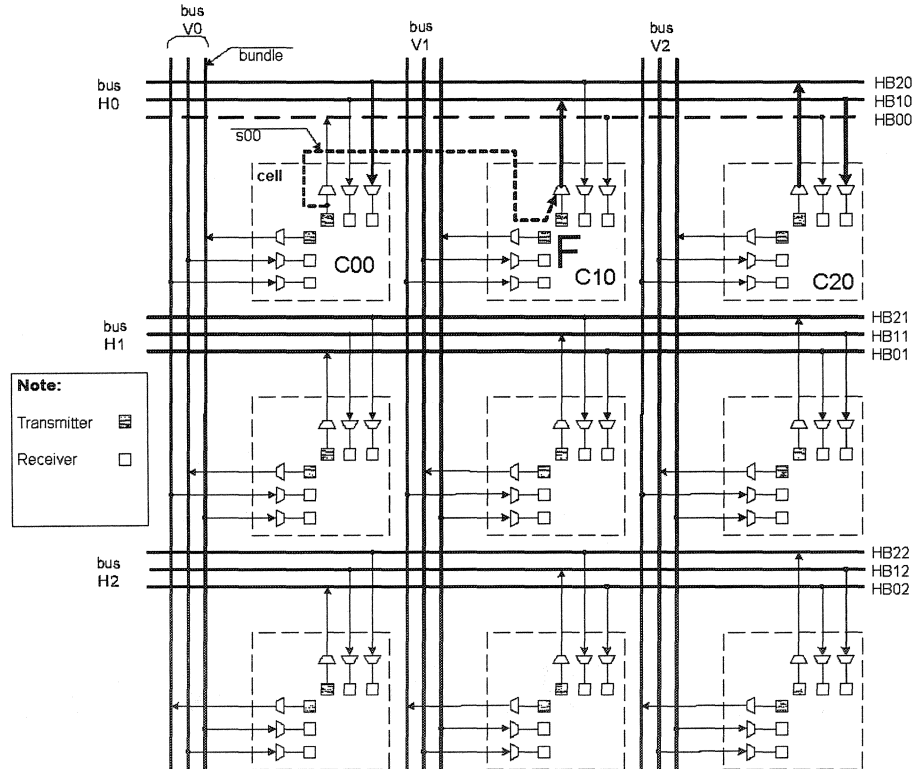 bus
V0
bundle
bus
V1
bus
V2
bus
H0
HB20
HB10
HB00
s00
cell
C00
F
C10
C20
bus
H1
HB21
HB11
HB01
Note:
Transmitter
Receiver
bus
H2
HB22
HB12
HB02